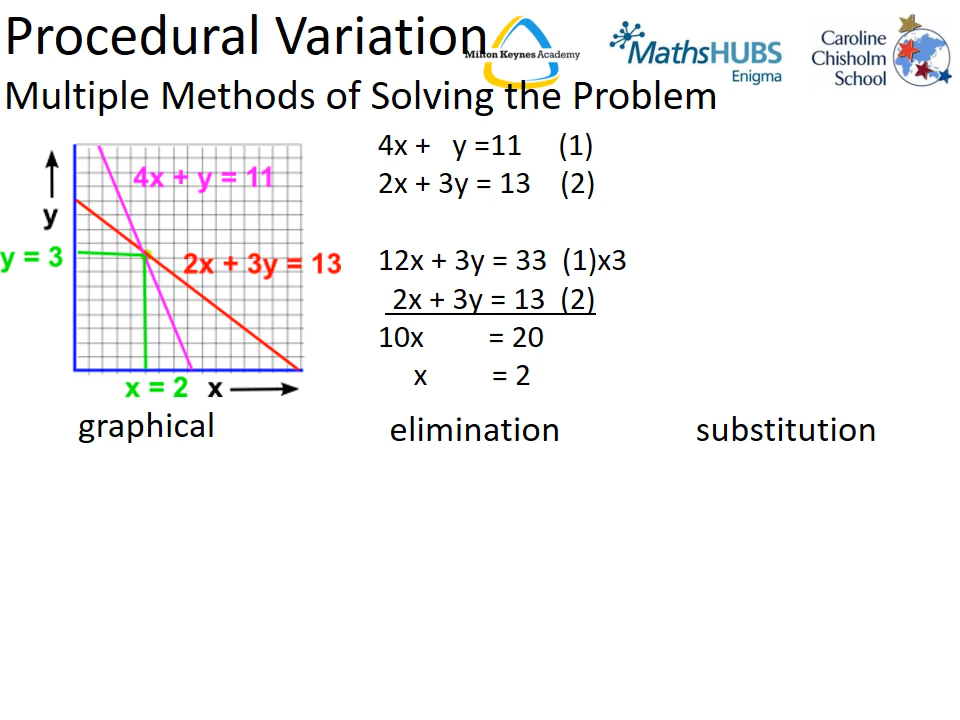 Procedural Variation
Milton Keynes Academy
MathsHUBS
Enigma
Caroline
Chisholm
School
Multiple Methods of Solving the Problem
4x + y = 11
y
y = 3
2x + 3y = 13
x = 2 x
graphical
4x + y =11 (1)
2x + 3y = 13 (2)
12x + 3y = 33 (1)x3
2x + 3y = 13 (2)
10x = 20
x = 2
elimination
substitution